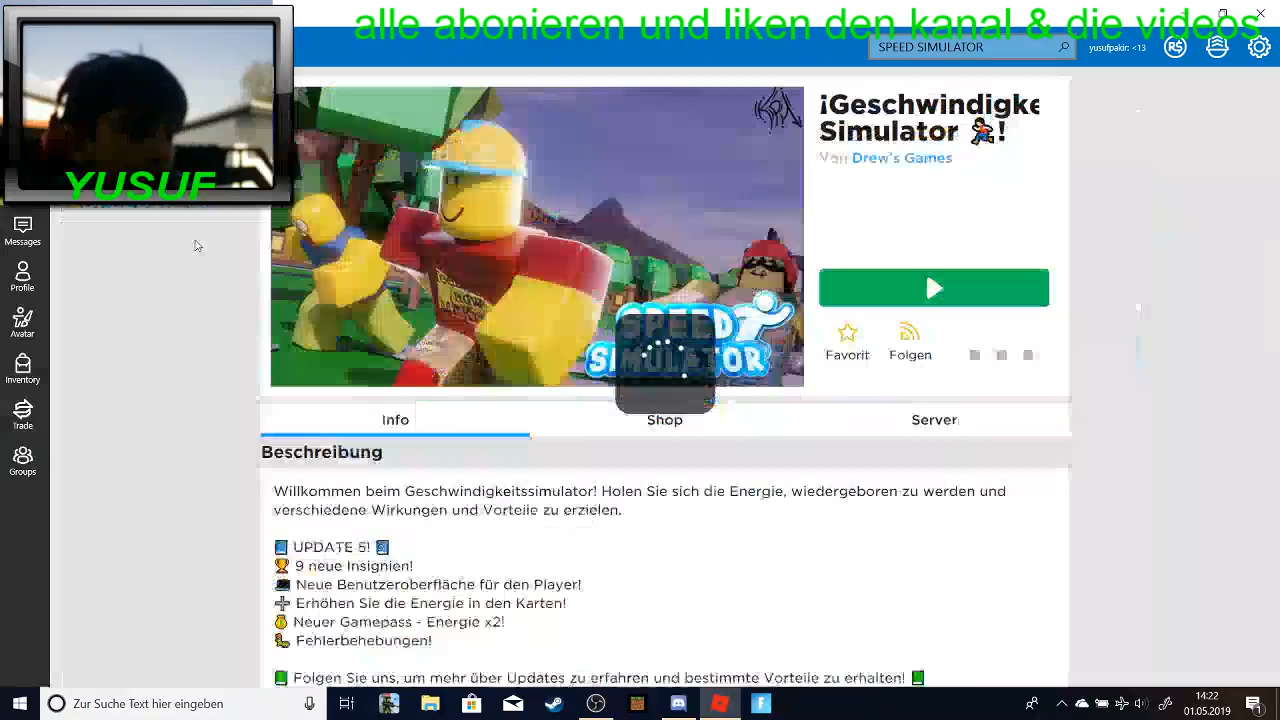 alle abonieren und liken den kanal & die videos
SPEED SIMULATOR
yusufpakir: <13
YUSUF
¡Geschwindigke
Simulator 🏃!
Von Drew's Games
SPEED
SIMULATOR
Favorit
Folgen
Messages
Profile
Avatar
Inventory
Trade
Groups
Info
Shop
Server
Beschreibung
Willkommen beim Geschwindigkeitssimulator! Holen Sie sich die Energie, wiedergeboren zu werden und
verschiedene Wirkungen und Vorteile zu erzielen.
📘 UPDATE 5! 📘
🏆 9 neue Insignien!
Neue Benutzeroberfläche für den Player!
➕ Erhöhen Sie die Energie in den Karten!
💰 Neuer Gamepass - Energie x2!
🐛 Fehlerbehebungen!
📗 Folgen Sie uns, um mehr über Updates zu erfahren und bestimmte Vorteile zu erhalten! 📗
Zur Suche Text hier eingeben
14:22
01.05.2019